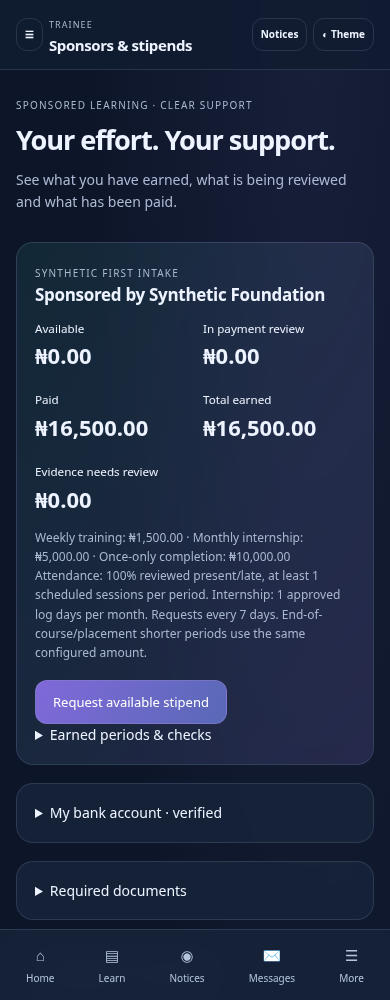 TRAINEE
Sponsors & stipends
Notices
Theme
SPONSORED LEARNING · CLEAR SUPPORT
Your effort. Your support.
See what you have earned, what is being reviewed
and what has been paid.
SYNTHETIC FIRST INTAKE
Sponsored by Synthetic Foundation
Available
₦0.00
In payment review
₦0.00
Paid
₦16,500.00
Total earned
₦16,500.00
Evidence needs review
₦0.00
Weekly training: ₦1,500.00 · Monthly internship:
₦5,000.00 · Once-only completion: ₦10,000.00
Attendance: 100% reviewed present/late, at least 1
scheduled sessions per period. Internship: 1 approved
log days per month. Requests every 7 days. End-of-
course/placement shorter periods use the same
configured amount.
Request available stipend
Earned periods & checks
My bank account · verified
Required documents
Home
Learn
Notices
Messages
More